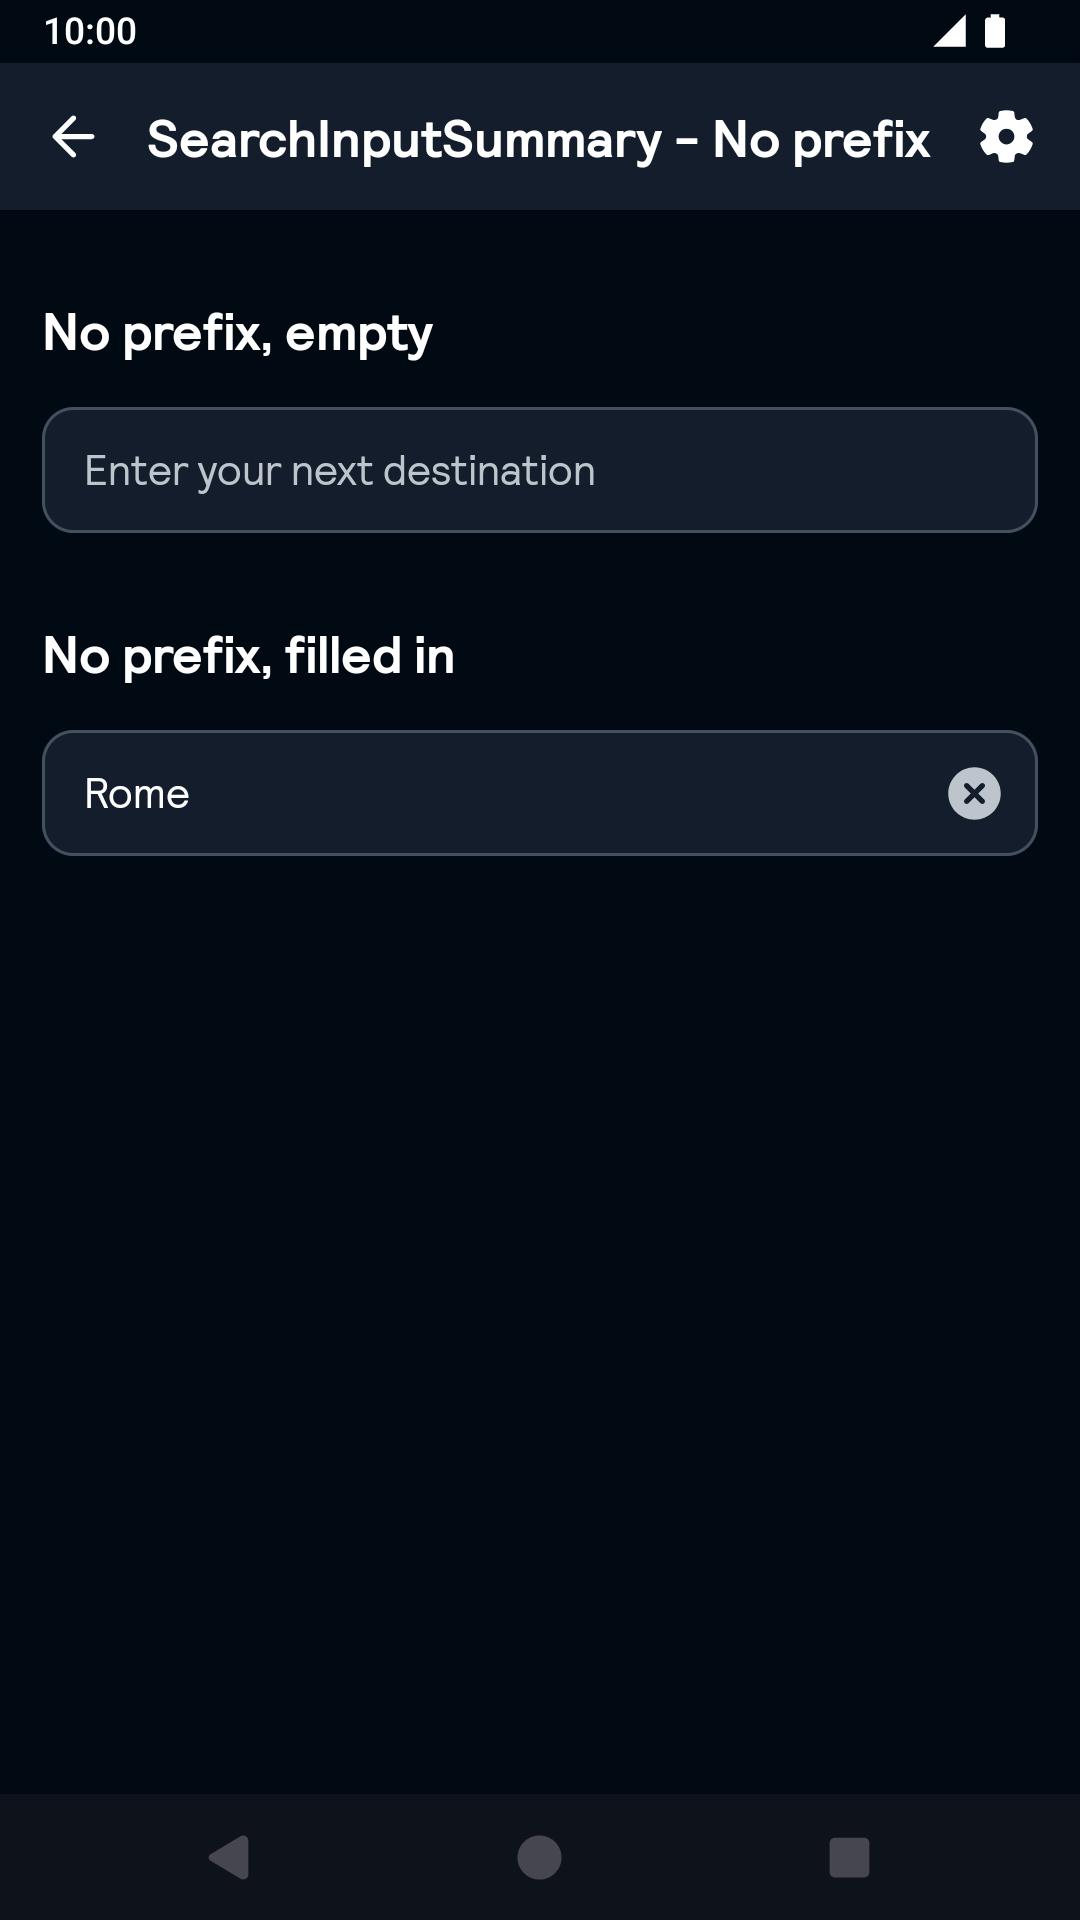 10:00
SearchInputSummary - No prefix
No prefix, empty
Enter your next destination
No prefix, filled in
Rome